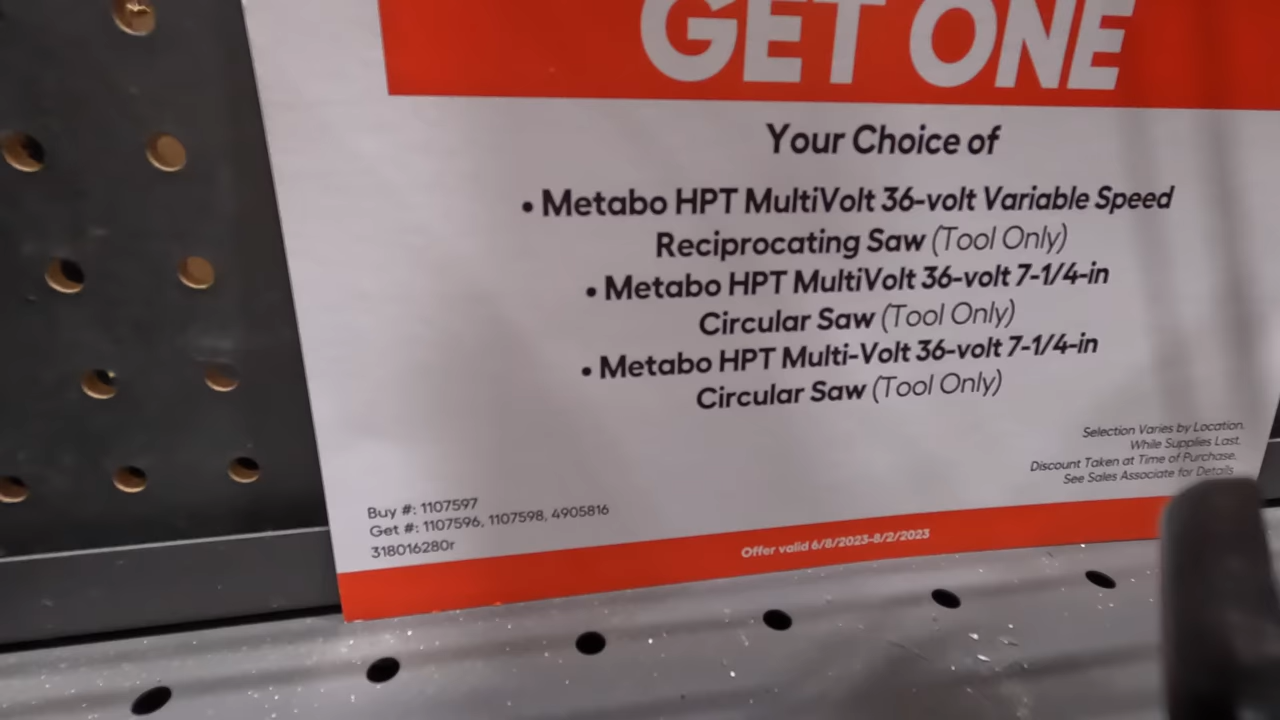 GET ONE
Your Choice of
• Metabo HPT MultiVolt 36-volt Variable Speed
Reciprocating Saw (Tool Only)
• Metabo HPT MultiVolt 36-volt 7-1/4-in
Circular Saw (Tool Only)
• Metabo HPT Multi-Volt 36-volt 7-1/4-in
Circular Saw (Tool Only)
Selection Varies by Location.
While Supplies Last.
Discount Taken at Time of Purchase.
See Sales Associate for Details
Buy #: 1107597
Get #: 1107596, 1107598, 4905816
318016280r
Offer valid 6/8/2023-8/2/2023